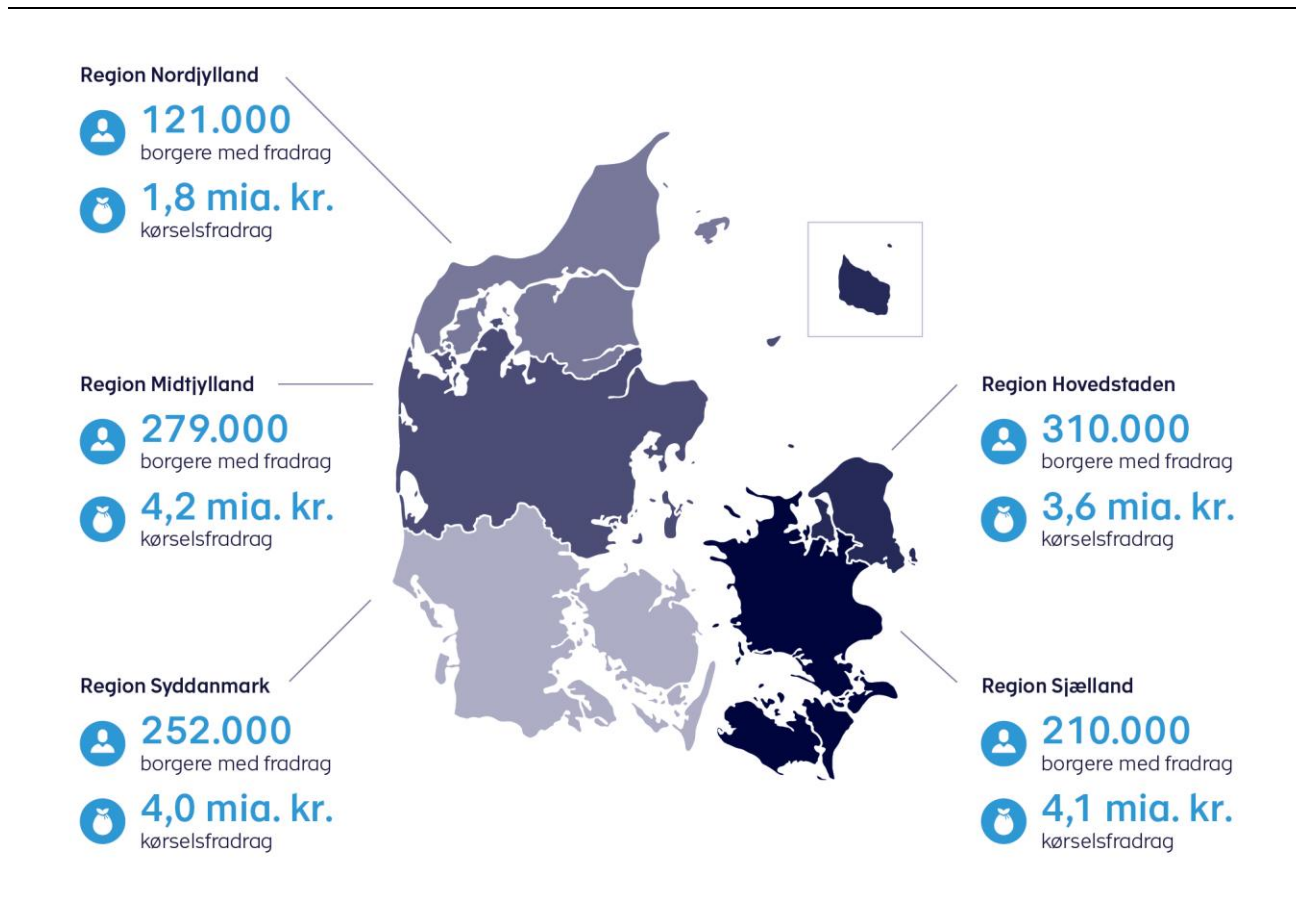 Region Nordjylland
121.000
borgere med fradrag
1,8 mia. kr.
kørselsfradrag
Region Midtjylland
279.000
borgere med fradrag
4,2 mia. kr.
kørselsfradrag
Region Syddanmark
252.000
borgere med fradrag
4,0 mia. kr.
kørselsfradrag
Region Hovedstaden
310.000
borgere med fradrag
3,6 mia. kr.
kørselsfradrag
Region Sjælland
210.000
borgere med fradrag
4,1 mia. kr.
kørselsfradrag